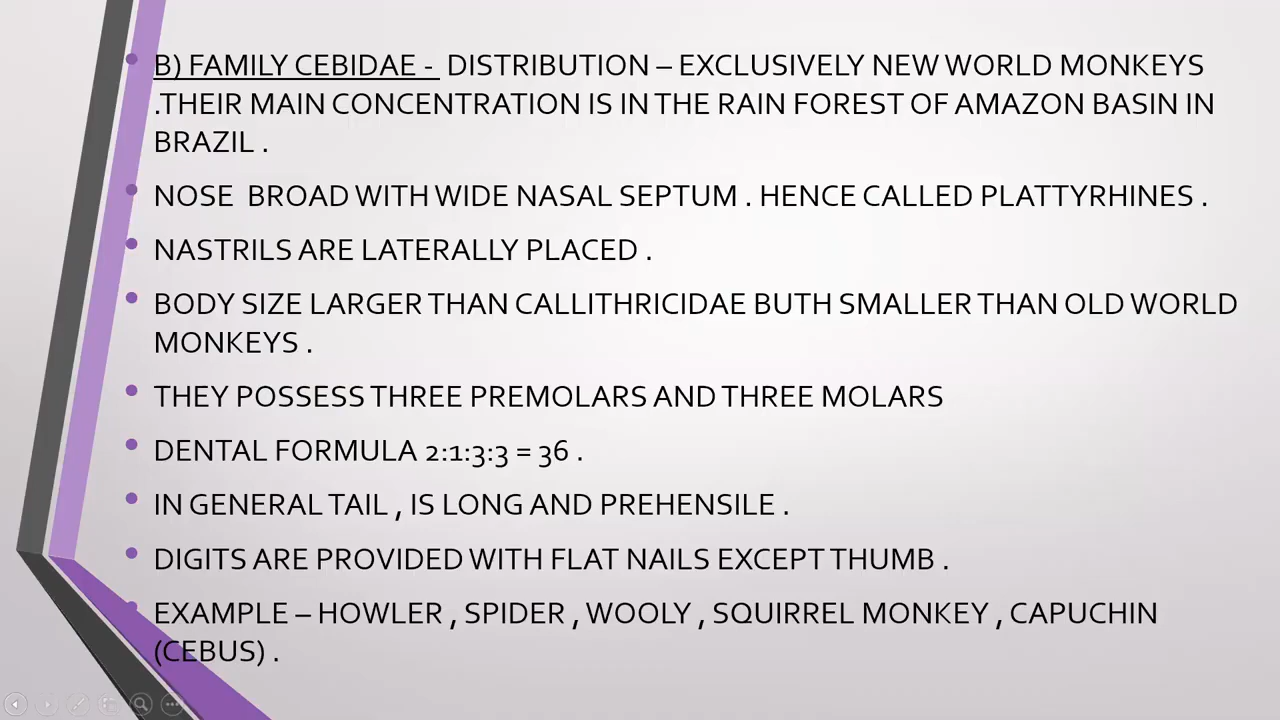 B) FAMILY CEBIDAE - DISTRIBUTION – EXCLUSIVELY NEW WORLD MONKEYS
.THEIR MAIN CONCENTRATION IS IN THE RAIN FOREST OF AMAZON BASIN IN
BRAZIL .
NOSE BROAD WITH WIDE NASAL SEPTUM . HENCE CALLED PLATTYRHINES .
NASTRILS ARE LATERALLY PLACED .
BODY SIZE LARGER THAN CALLITHRICIDAE BUTH SMALLER THAN OLD WORLD
MONKEYS .
THEY POSSESS THREE PREMOLARS AND THREE MOLARS
DENTAL FORMULA 2:1:3:3 = 36 .
IN GENERAL TAIL , IS LONG AND PREHENSILE .
DIGITS ARE PROVIDED WITH FLAT NAILS EXCEPT THUMB .
EXAMPLE – HOWLER , SPIDER , WOOLY , SQUIRREL MONKEY , CAPUCHIN
(CEBUS) .